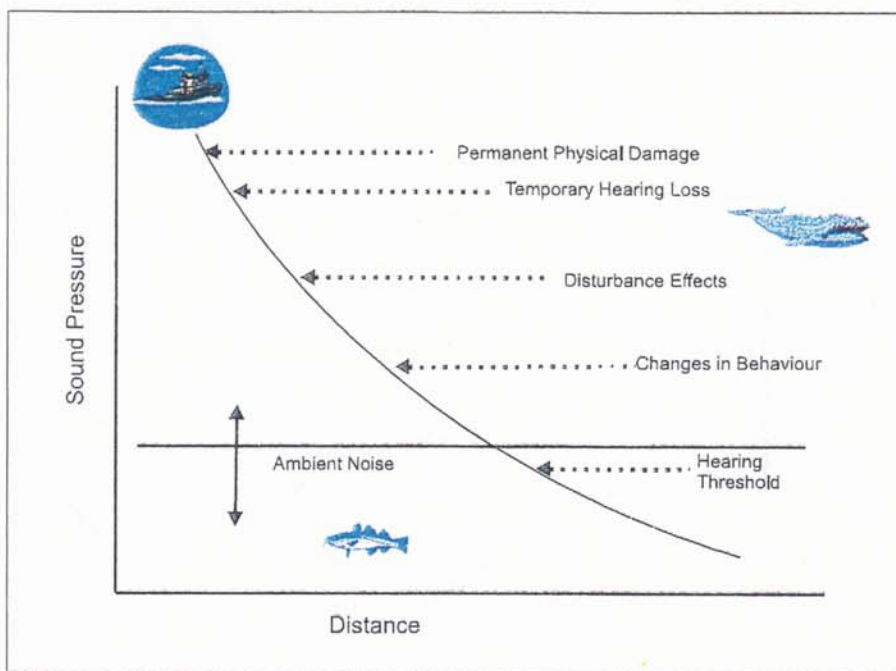 Permanent Physical Damage
Temporary Hearing Loss
Disturbance Effects
Changes in Behaviour
Sound Pressure
Ambient Noise
Hearing
Threshold
Distance